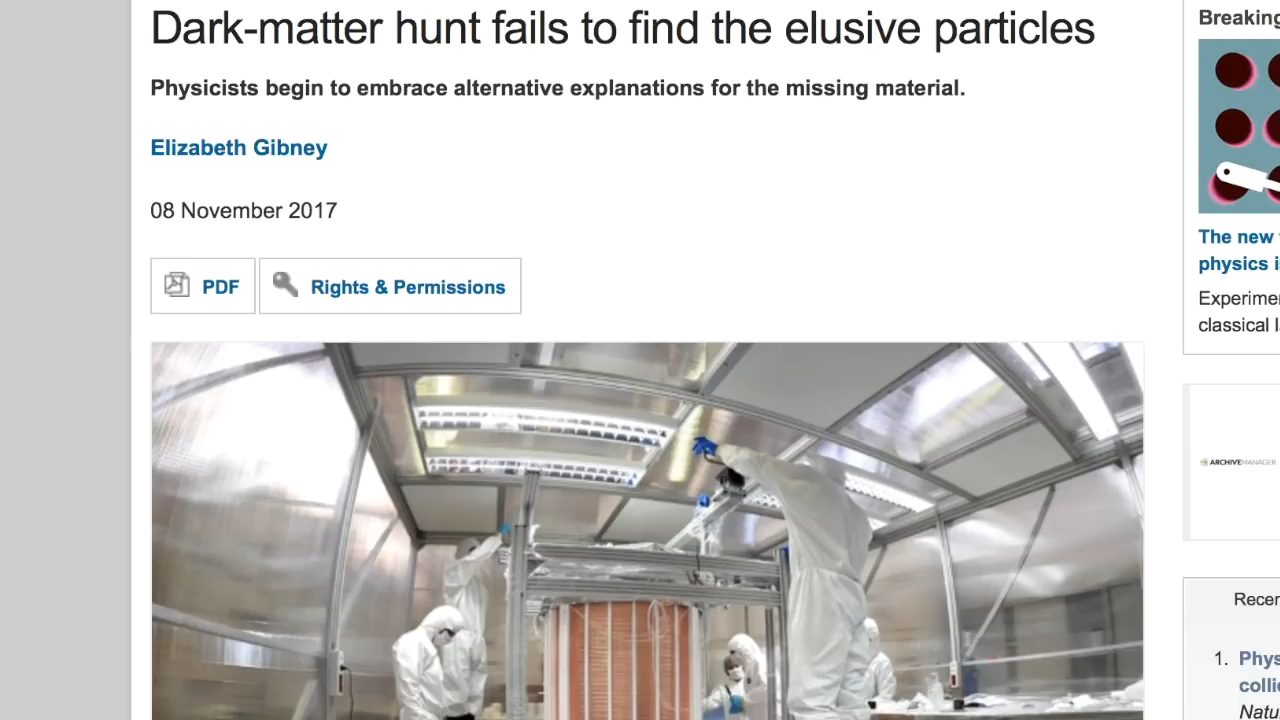 Dark-matter hunt fails to find the elusive particles
Physicists begin to embrace alternative explanations for the missing material.
Elizabeth Gibney
08 November 2017
PDF
Rights & Permissions
Breaking
The new
physics i
Experime
classical l
ARCHIVEMANAGER
Recen
1. Phys
collic
Natu